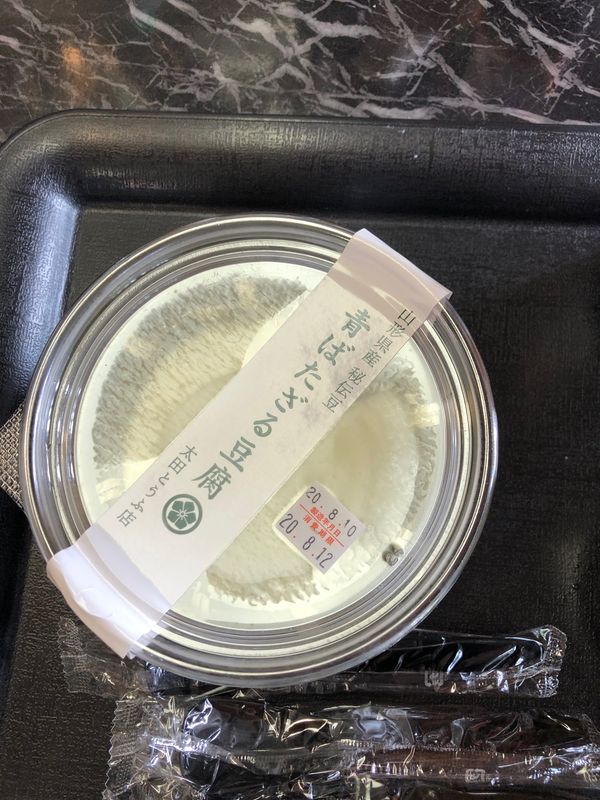 山形県産 秘伝豆
青ばたざる豆腐
太田とうふ店
20.8.10
製造年月日
消費期限
20.8.12